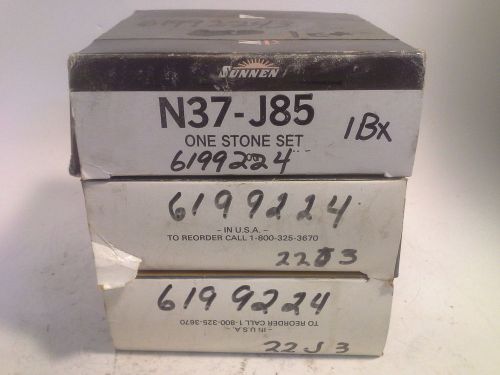 SUNNEN
N37-J85
ONE STONE SET
1Bx
6199224
6199224
– IN U.S.A. –
TO REORDER CALL 1-800-325-3670
22J3
6199224
TO REORDER CALL 1-800-325-3670
– IN U.S.A. –
22J3